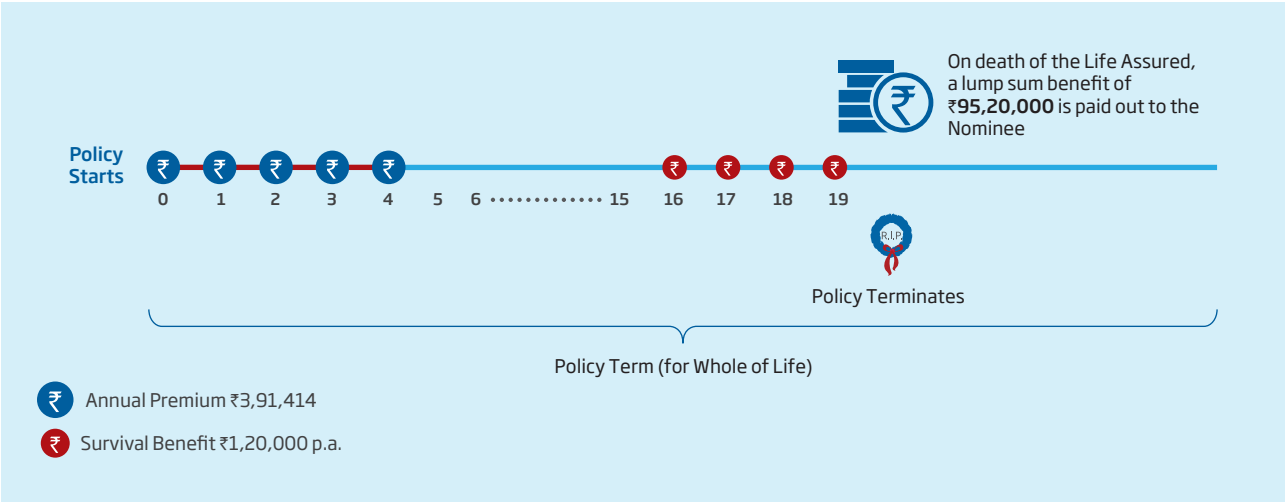 On death of the Life Assured,
a lump sum benefit of
₹95,20,000 is paid out to the
Nominee
Policy
Starts
₹ ₹ ₹ ₹ ₹ ₹ ₹ ₹ ₹
0 1 2 3 4 5 6 ............. 15 16 17 18 19
R.I.P.
Policy Terminates
Policy Term (for Whole of Life)
₹ Annual Premium ₹3,91,414
₹ Survival Benefit ₹1,20,000 p.a.